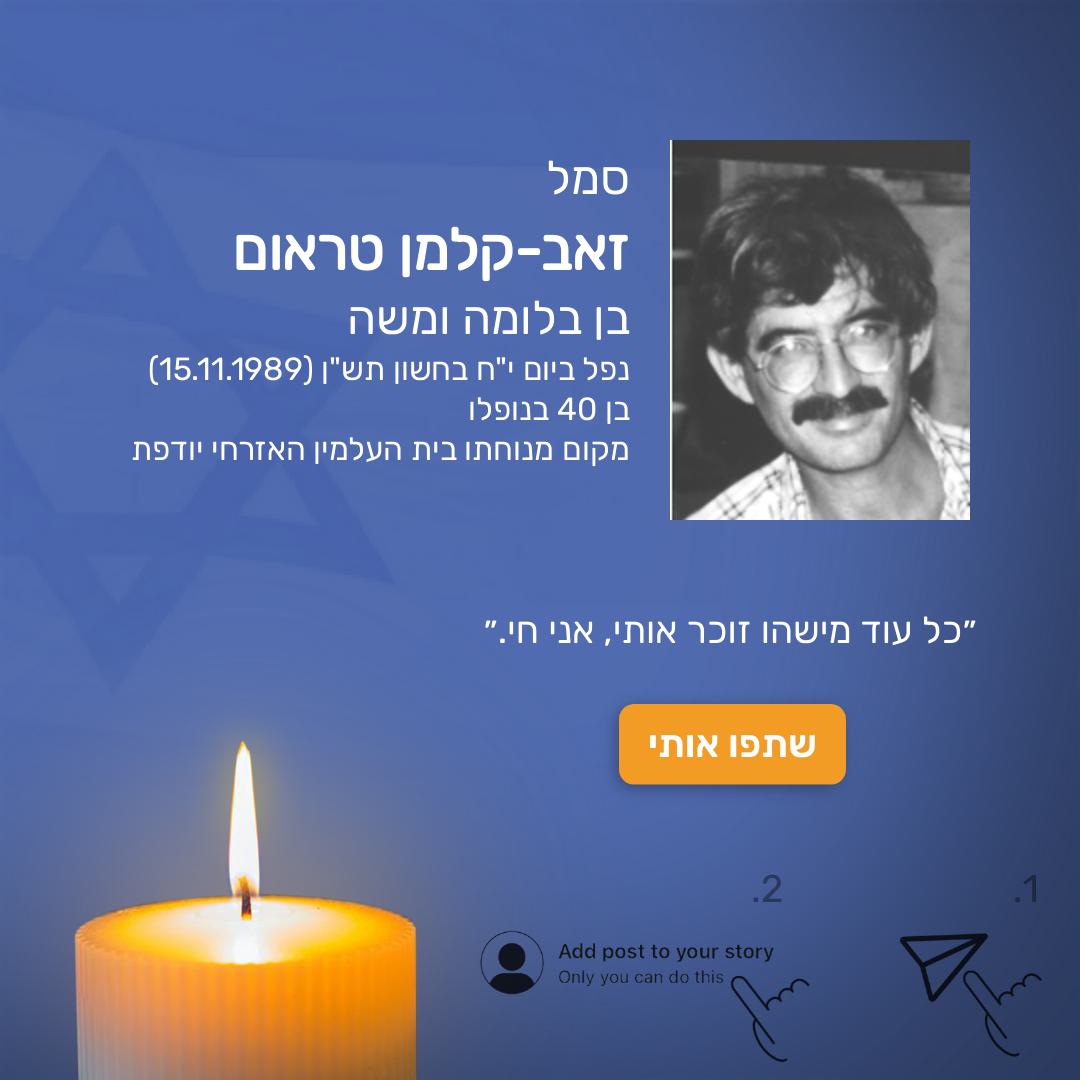 סמל
זאב-קלמן טראום
בן בלומה ומשה
נפל ביום י"ח בחשון תש"ן (15.11.1989)
בן 40 בנופלו
מקום מנוחתו בית העלמין האזרחי יודפת
״כל עוד מישהו זוכר אותי, אני חי.״
שתפו אותי
.1
.2
Add post to your story
Only you can do this